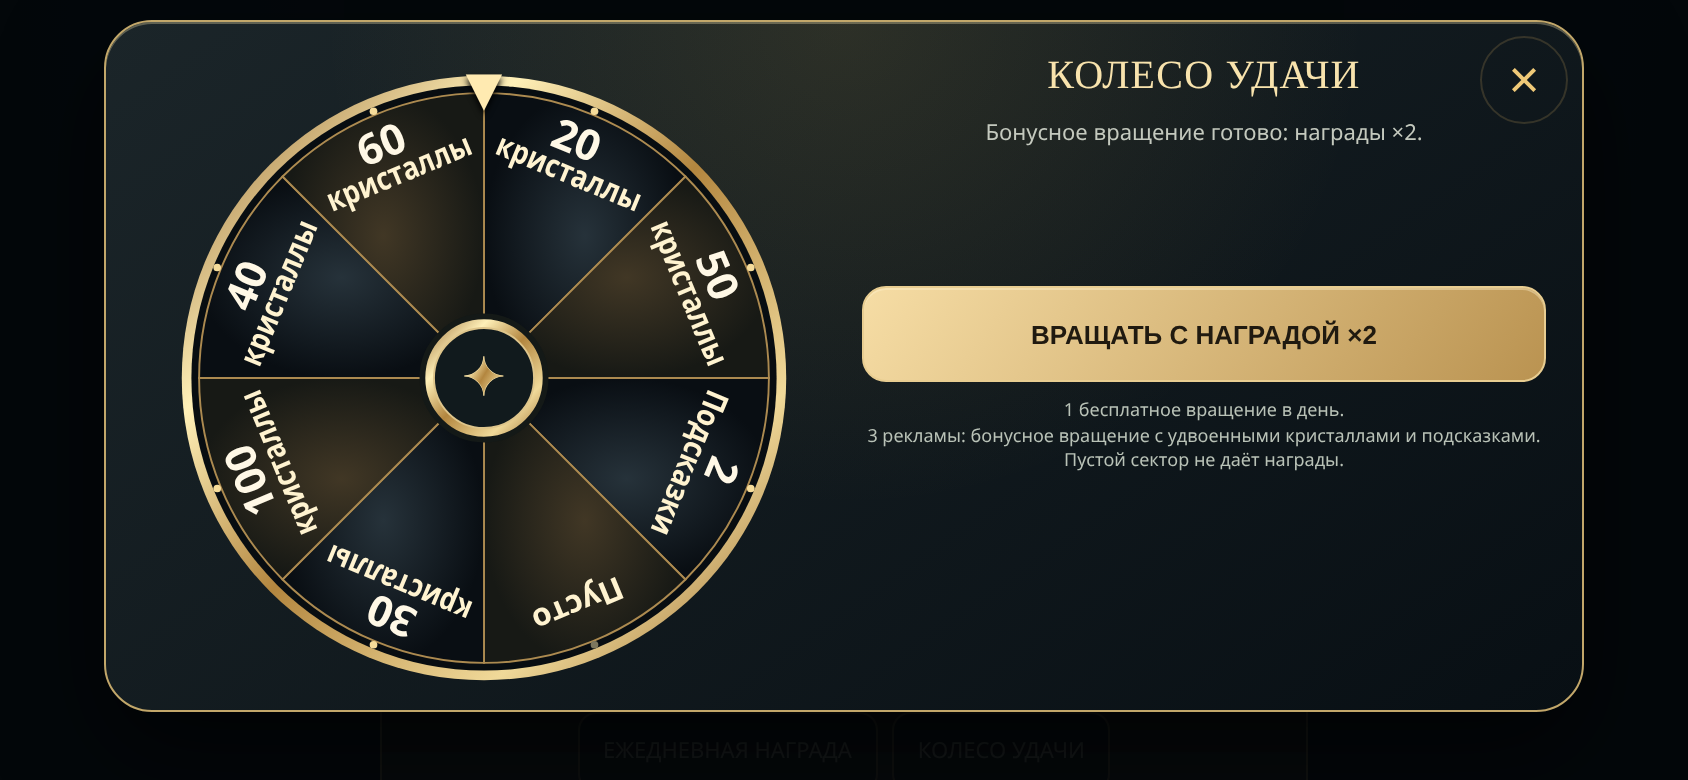 КОЛЕСО УДАЧИ
Бонусное вращение готово: награды ×2.
20
кристаллы
50
кристаллы
2
Подсказки
Пусто
30
кристаллы
100
кристаллы
40
кристаллы
60
кристаллы
ВРАЩАТЬ С НАГРАДОЙ ×2
1 бесплатное вращение в день.
3 рекламы: бонусное вращение с удвоенными кристаллами и подсказками.
Пустой сектор не даёт награды.
ЕЖЕДНЕВНАЯ НАГРАДА
КОЛЕСО УДАЧИ